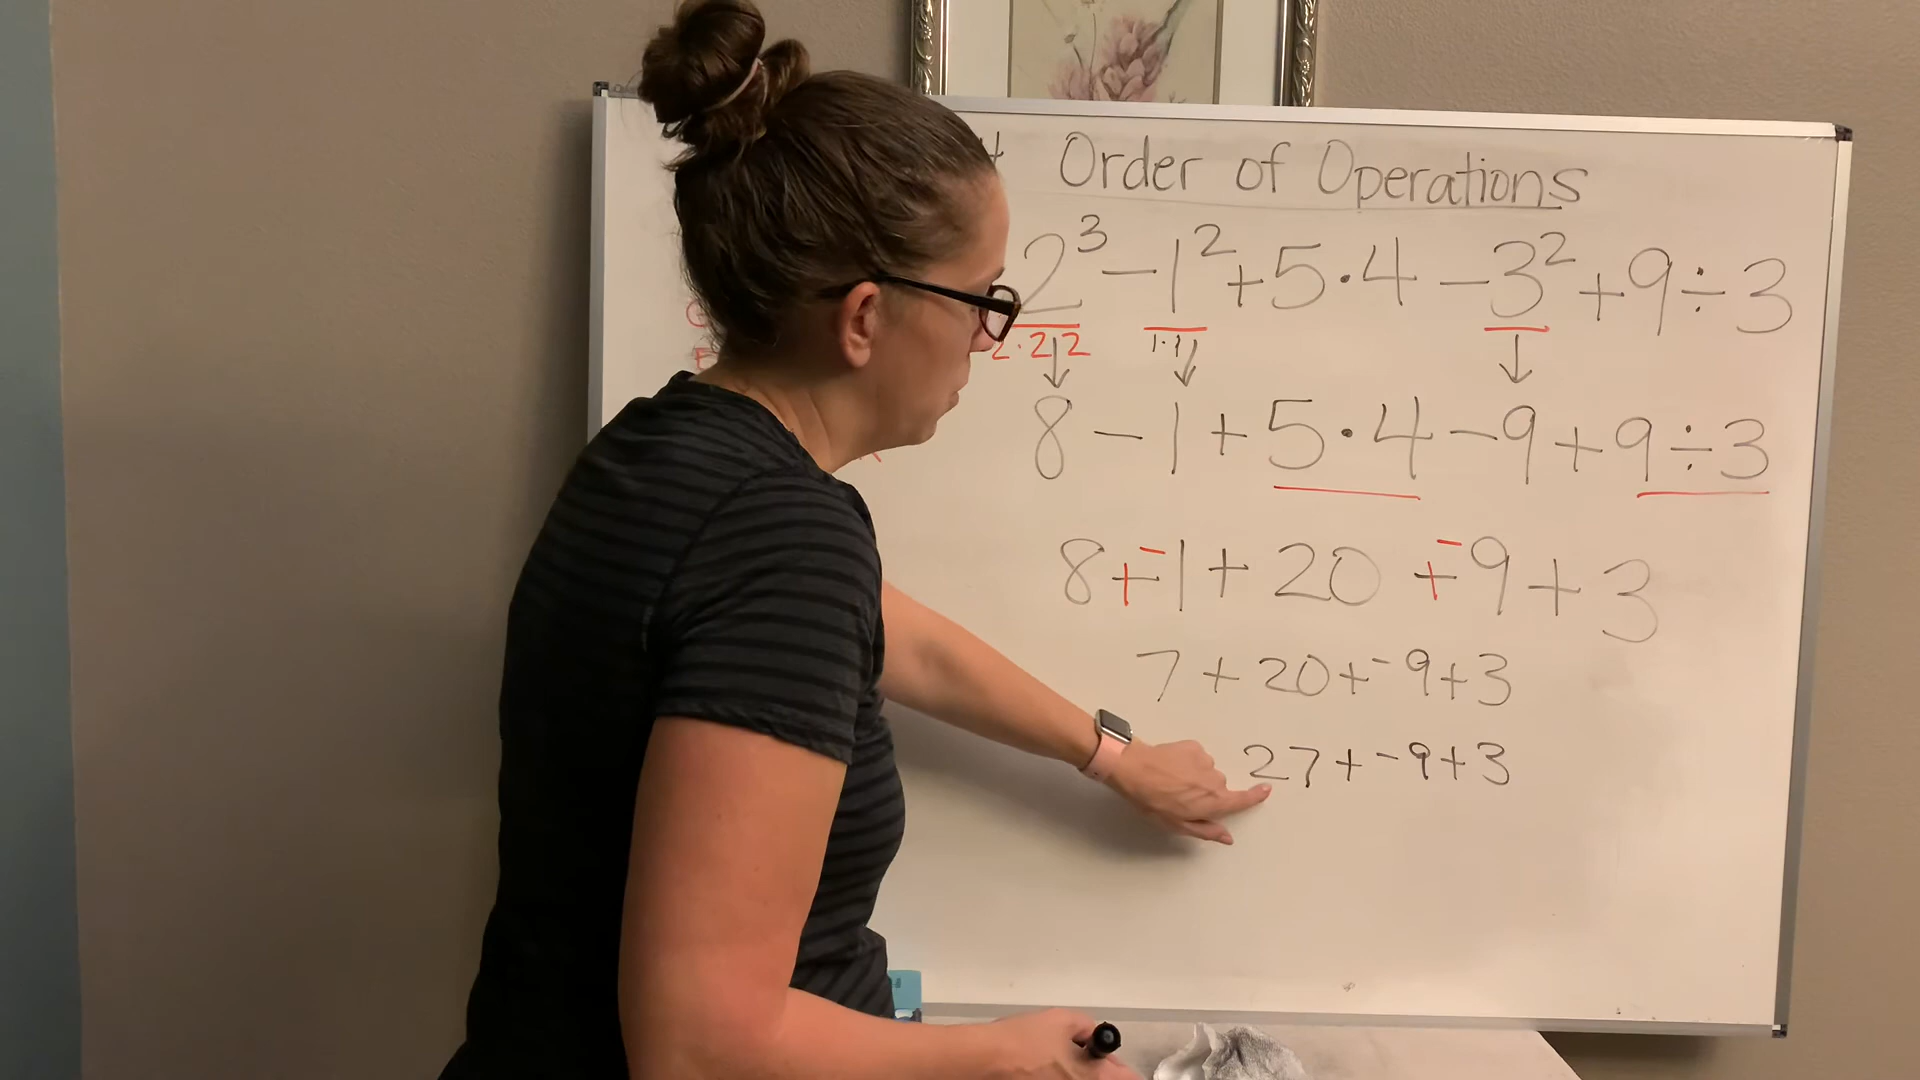 Order of Operations
2³ - 1² + 5 · 4 - 3² + 9 ÷ 3
2 · 2 · 2 1 · 1
8 - 1 + 5 · 4 - 9 + 9 ÷ 3
8 + -1 + 20 + -9 + 3
7 + 20 + -9 + 3
27 + -9 + 3